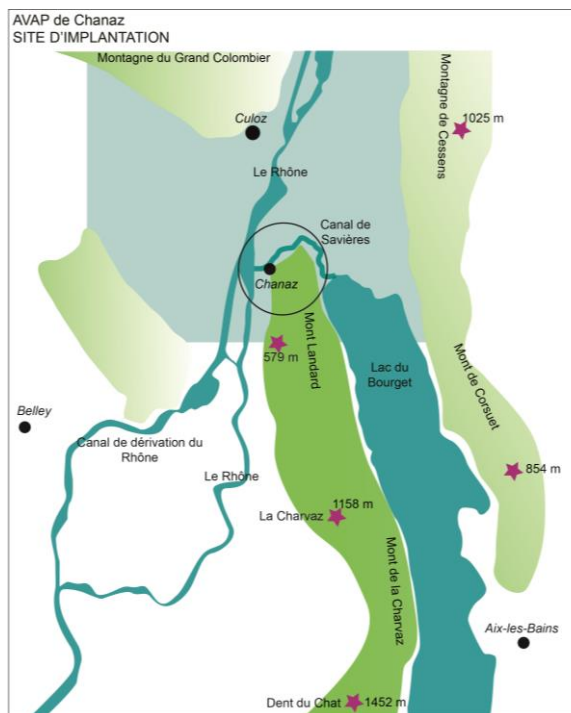 AVAP de Chanaz
SITE D'IMPLANTATION
Montagne du Grand Colombier
Montagne de Cessens
1025 m
Culoz
Le Rhône
Canal de
Savières
Chanaz
Mont Landard
579 m
Lac du
Bourget
Mont de Corsuet
Belley
Canal de dérivation du
Rhône
Le Rhône
854 m
1158 m
La Charvaz
Mont de la Charvaz
Aix-les-Bains
Dent du Chat
1452 m